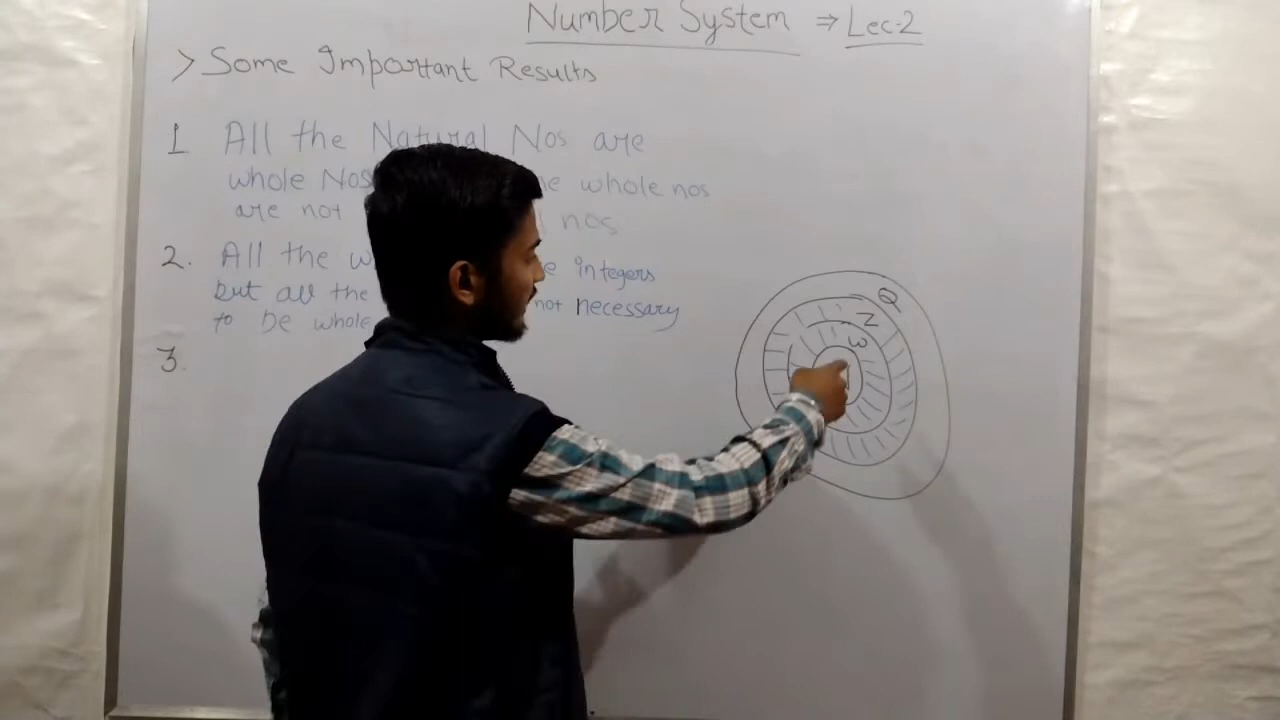 Number System ⇒ Lec-2
> Some Important Results
1 All the Natural Nos are
whole Nos whole nos
are not nos
2. All the integers
but all the not necessary
to be whole
3.
Q
Z
W